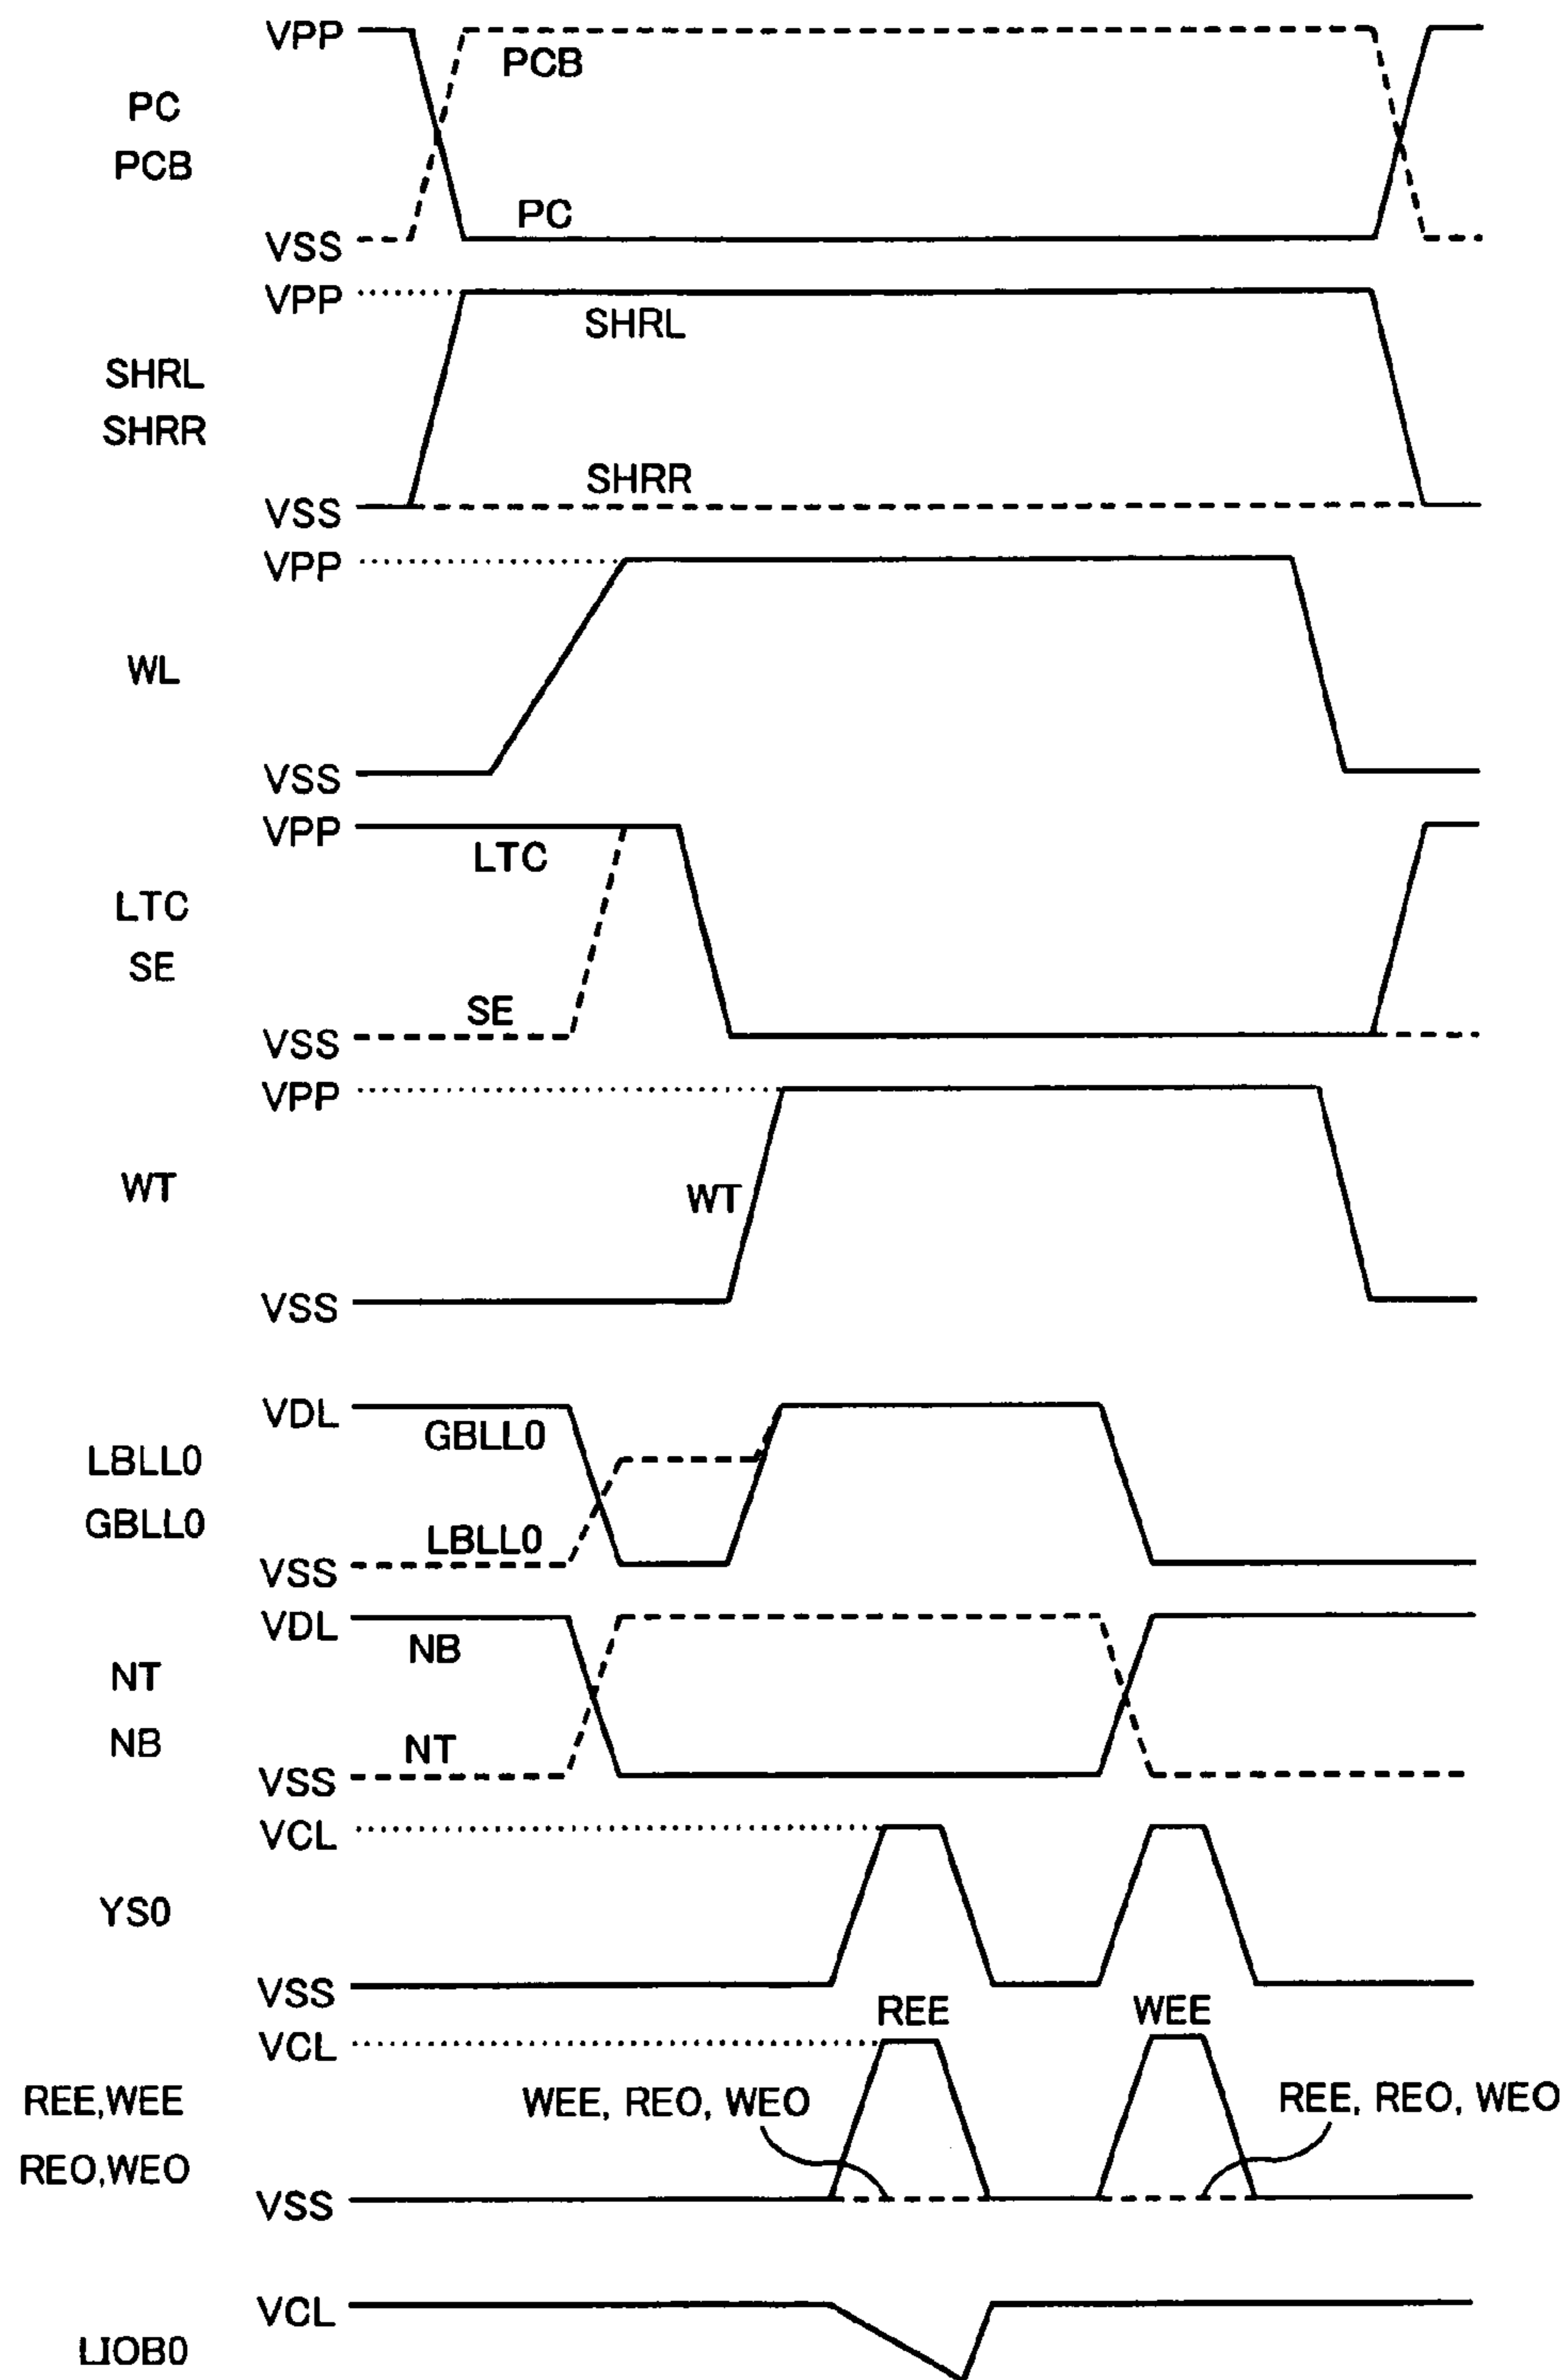 VPP
PCB
PC
PCB
PC
VSS
VPP
SHRL
SHRL
SHRR
SHRR
VSS
VPP
WL
VSS
VPP
LTC
LTC
SE
SE
VSS
VPP
WT
WT
VSS
VDL
GBLL0
LBLL0
GBLL0
LBLL0
VSS
VDL
NB
NT
NB
NT
VSS
VCL
YS0
VSS
REE
WEE
VCL
REE,WEE
WEE, REO, WEO
REE, REO, WEO
REO,WEO
VSS
VCL
LIOB0